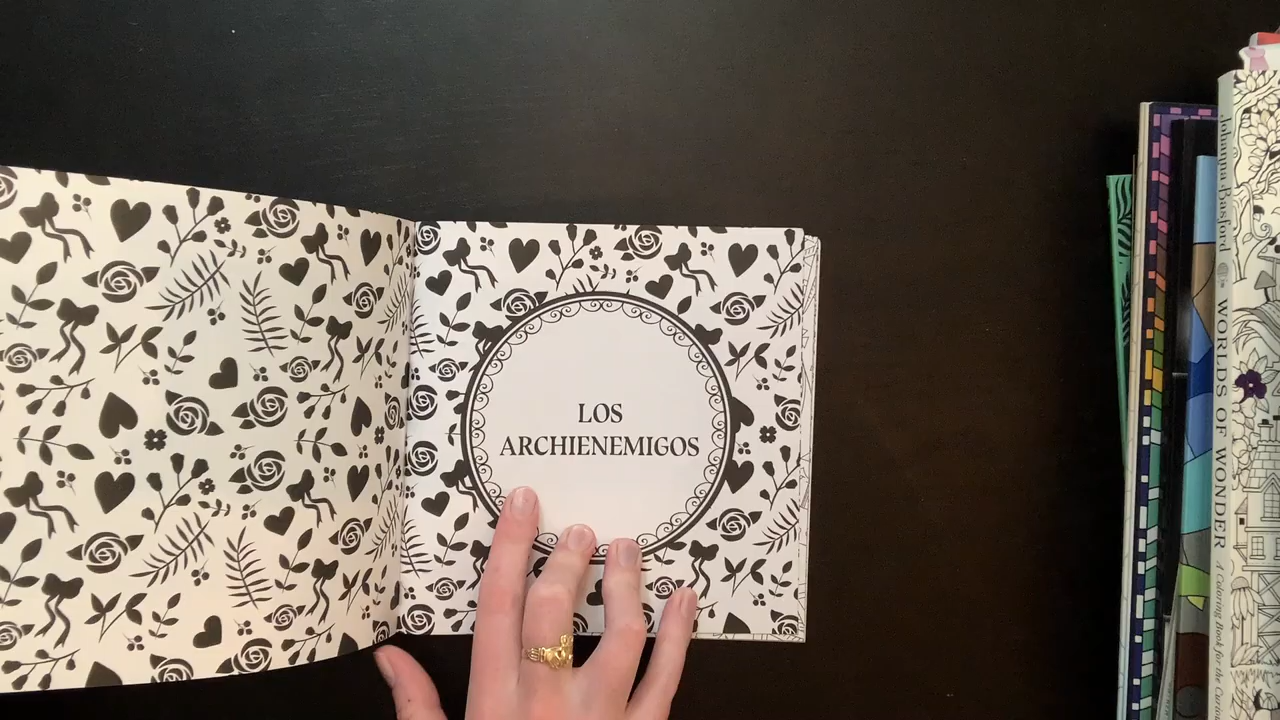 LOS
ARCHIENEMIGOS
Johanna Basford
WORLDS OF WONDER
A Coloring Book for the Curious